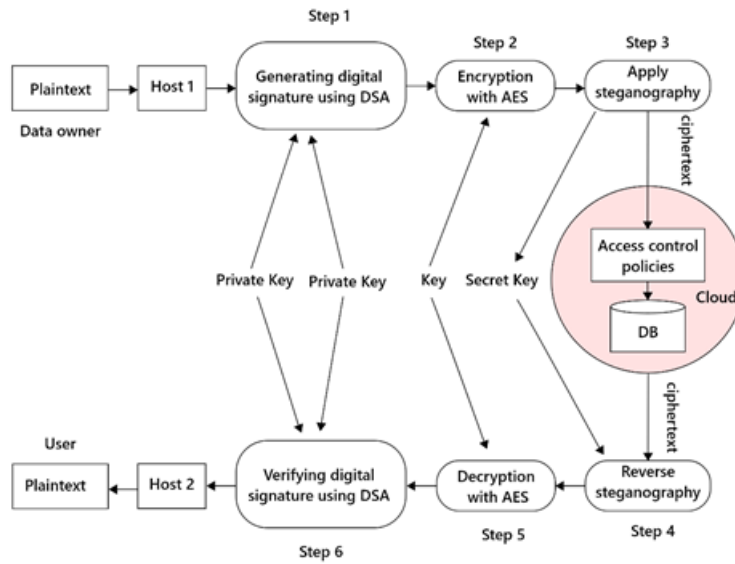 Step 1
Step 2
Step 3
Plaintext
Host 1
Generating digital
signature using DSA
Encryption
with AES
Apply
steganography
Data owner
ciphertext
Access control
policies
Private Key
Private Key
Key
Secret Key
Cloud
DB
ciphertext
User
Plaintext
Host 2
Verifying digital
signature using DSA
Decryption
with AES
Reverse
steganography
Step 6
Step 5
Step 4